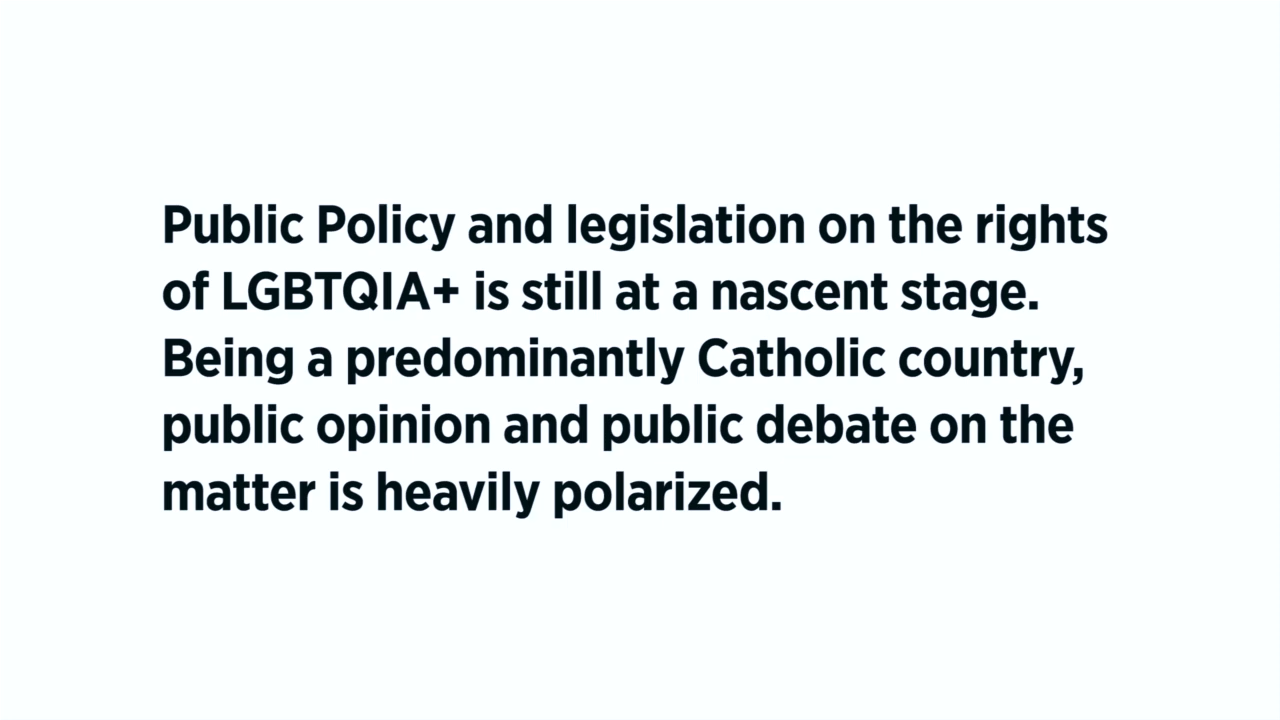 Public Policy and legislation on the rights
of LGBTQIA+ is still at a nascent stage.
Being a predominantly Catholic country,
public opinion and public debate on the
matter is heavily polarized.